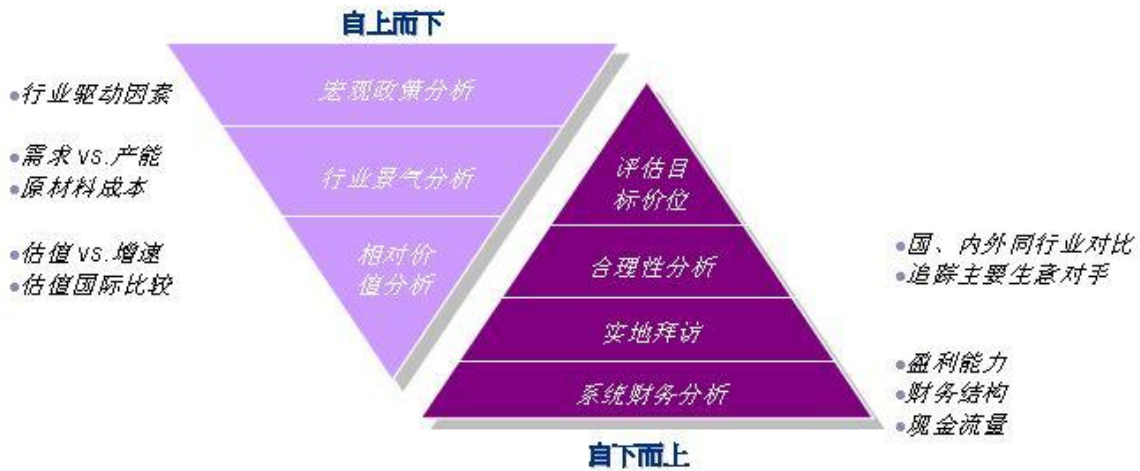 自上而下
●行业驱动因素
宏观政策分析
●需求 vs.产能
●原材料成本
行业景气分析
●估值 vs.增速
●估值国际比较
相对价
值分析
评估目
标价位
合理性分析
●国、内外同行业对比
●追踪主要生意对手
实地拜访
系统财务分析
●盈利能力
●财务结构
●现金流量
自下而上